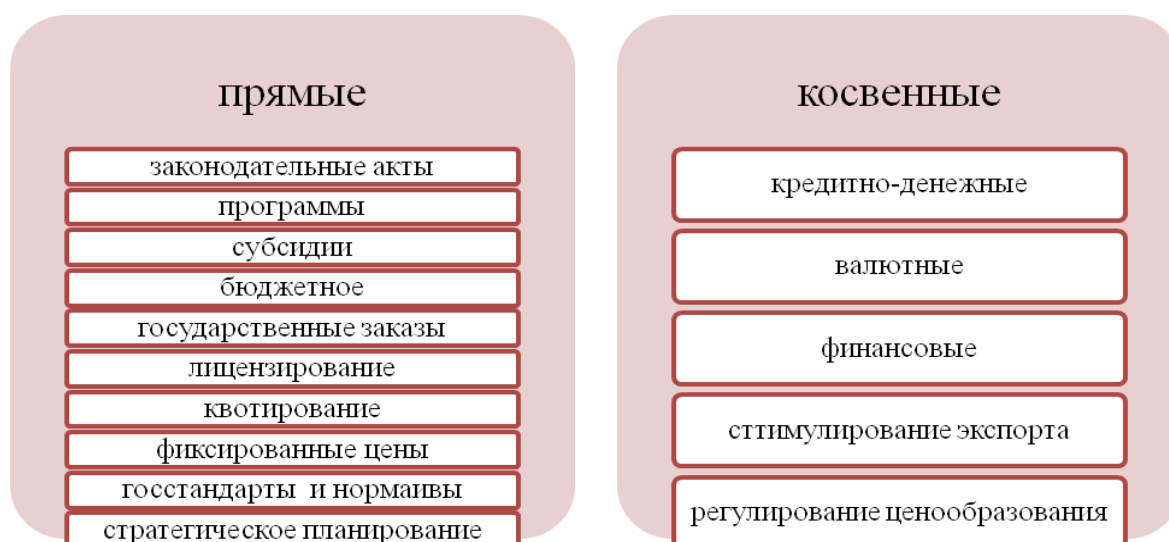 прямые
законодательные акты
программы
субсидии
бюджетное
государственные заказы
лицензирование
квотирование
фиксированные цены
госстандарты и нормаивы
стратегическое планирование
косвенные
кредитно-денежные
валютные
финансовые
сттимулирование экспорта
регулирование ценообразования